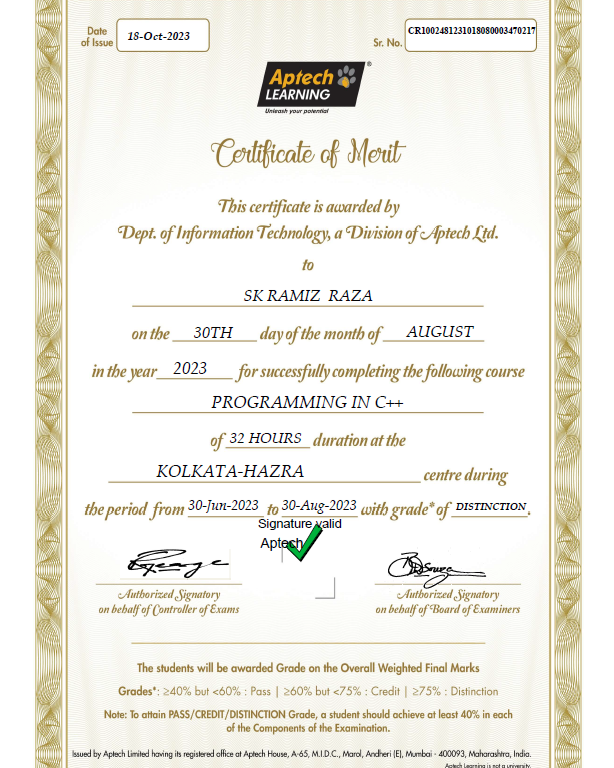 Date of Issue 18-Oct-2023
Sr. No. CR1002481231018080003470217
Aptech
LEARNING
®
Unleash your potential
Certificate of Merit
This certificate is awarded by
Dept. of Information Technology, a Division of Aptech Ltd.
to
SK RAMIZ RAZA
on the 30TH day of the month of AUGUST
in the year 2023 for successfully completing the following course
PROGRAMMING IN C++
of 32 HOURS duration at the
KOLKATA-HAZRA centre during
the period from 30-Jun-2023 to 30-Aug-2023 with grade* of DISTINCTION.
Signature valid
Aptech
Authorized Signatory
on behalf of Controller of Exams
Authorized Signatory
on behalf of Board of Examiners
The students will be awarded Grade on the Overall Weighted Final Marks
Grades*: ≥40% but <60% : Pass | ≥60% but <75% : Credit | ≥75% : Distinction
Note: To attain PASS/CREDIT/DISTINCTION Grade, a student should achieve at least 40% in each
of the Components of the Examination.
Issued by Aptech Limited having its registered office at Aptech House, A-65, M.I.D.C., Marol, Andheri (E), Mumbai - 400093, Maharashtra, India.
Aptech Learning is not a university.